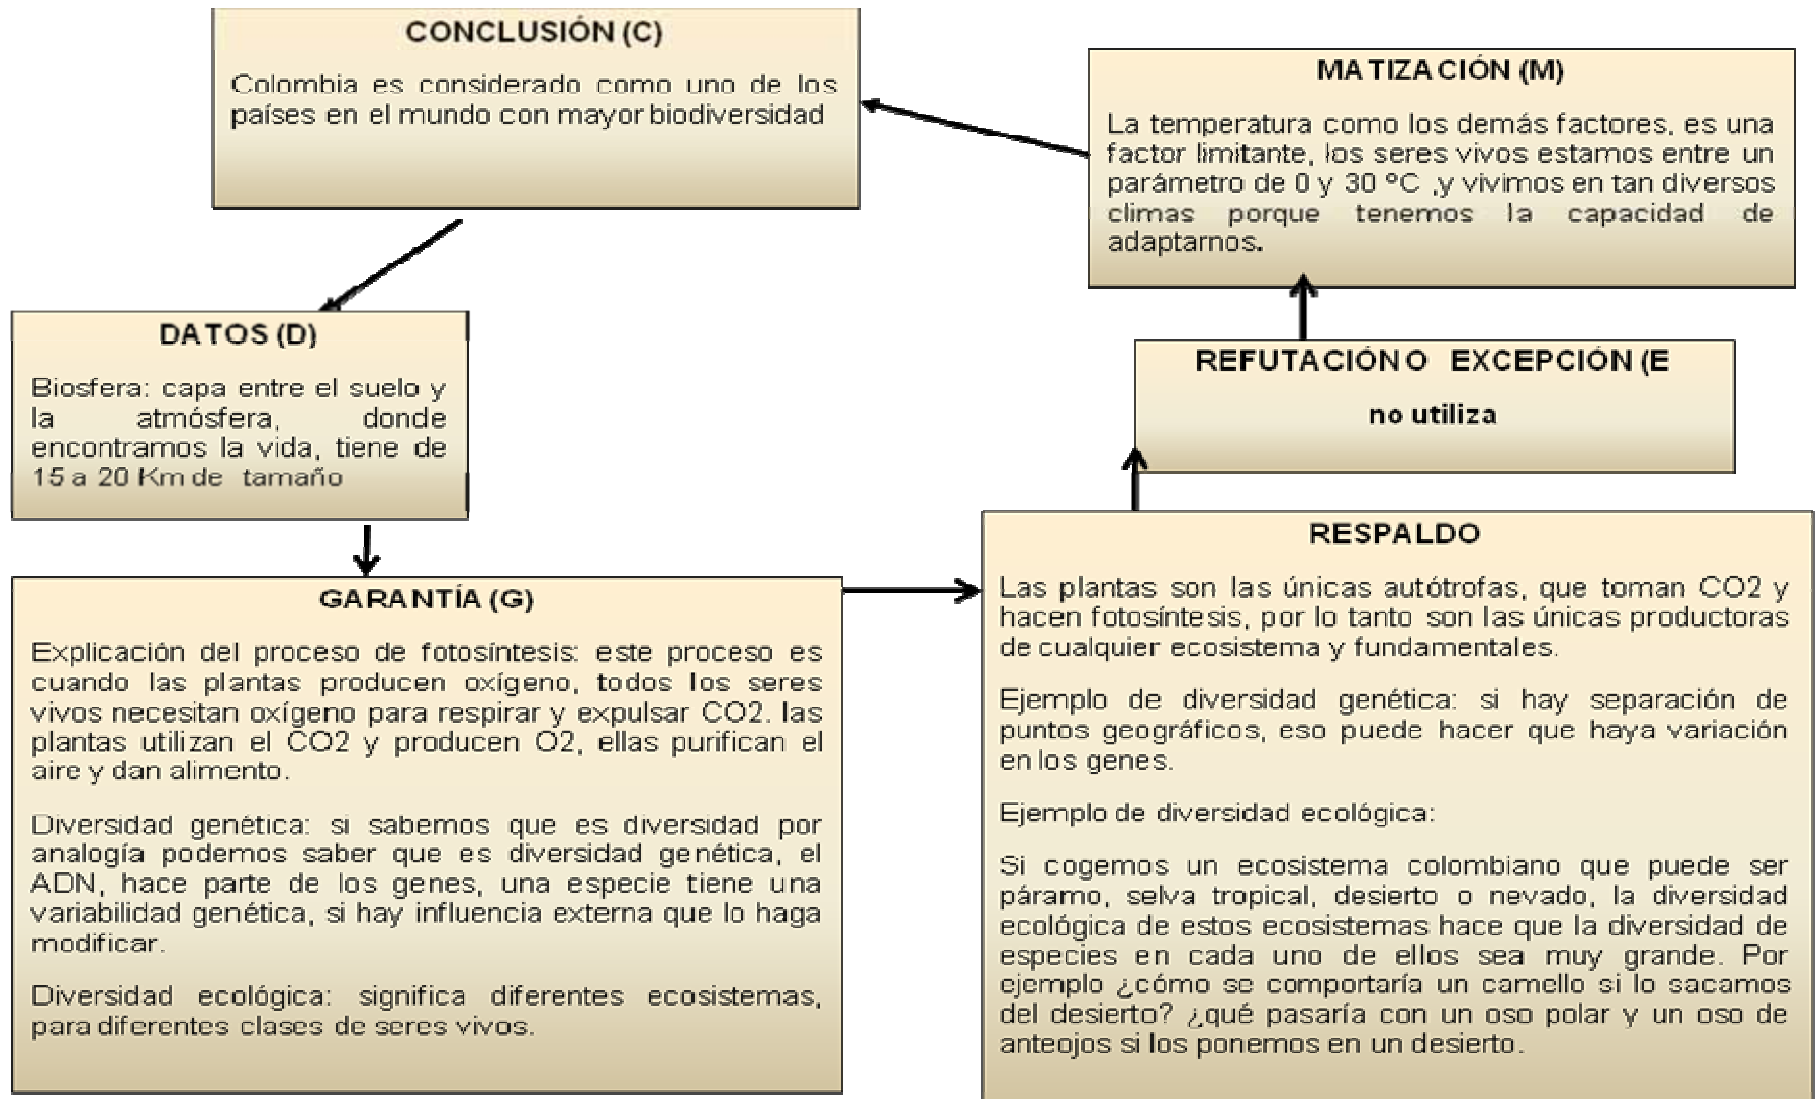 CONCLUSIÓN (C)
Colombia es considerado como uno de los
países en el mundo con mayor biodiversidad
MATIZACIÓN (M)
La temperatura como los demás factores, es una
factor limitante, los seres vivos estamos entre un
parámetro de 0 y 30 ºC ,y vivimos en tan diversos
climas porque tenemos la capacidad de
adaptarnos.
DATOS (D)
Biosfera: capa entre el suelo y
la atmósfera, donde
encontramos la vida, tiene de
15 a 20 Km de tamaño
REFUTACIÓN O EXCEPCIÓN (E
no utiliza
GARANTÍA (G)
Explicación del proceso de fotosíntesis: este proceso es
cuando las plantas producen oxígeno, todos los seres
vivos necesitan oxígeno para respirar y expulsar CO2. las
plantas utilizan el CO2 y producen O2, ellas purifican el
aire y dan alimento.
Diversidad genética: si sabemos que es diversidad por
analogía podemos saber que es diversidad genética, el
ADN, hace parte de los genes, una especie tiene una
variabilidad genética, si hay influencia externa que lo haga
modificar.
Diversidad ecológica: significa diferentes ecosistemas,
para diferentes clases de seres vivos.
RESPALDO
Las plantas son las únicas autótrofas, que toman CO2 y
hacen fotosíntesis, por lo tanto son las únicas productoras
de cualquier ecosistema y fundamentales.
Ejemplo de diversidad genética: si hay separación de
puntos geográficos, eso puede hacer que haya variación
en los genes.
Ejemplo de diversidad ecológica:
Si cogemos un ecosistema colombiano que puede ser
páramo, selva tropical, desierto o nevado, la diversidad
ecológica de estos ecosistemas hace que la diversidad de
especies en cada uno de ellos sea muy grande. Por
ejemplo ¿cómo se comportaría un camello si lo sacamos
del desierto? ¿qué pasaría con un oso polar y un oso de
anteojos si los ponemos en un desierto.